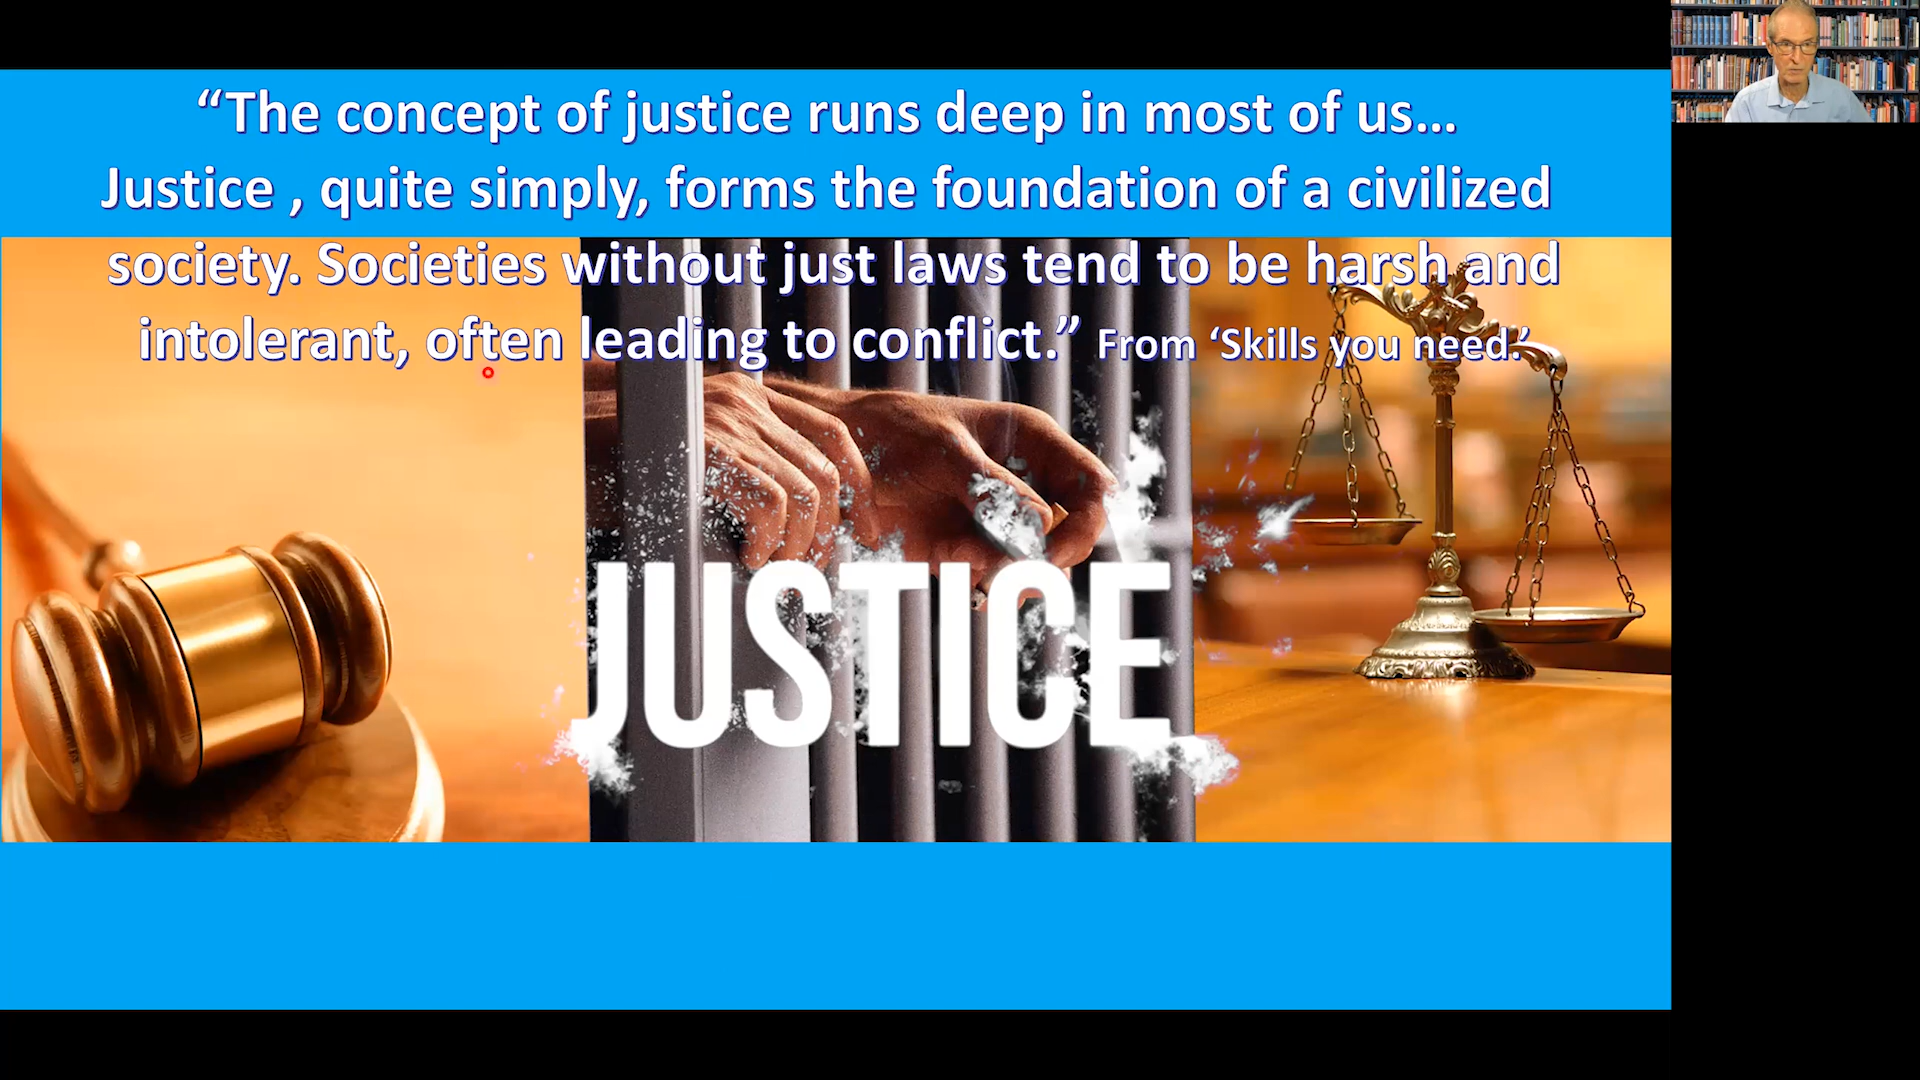 “The concept of justice runs deep in most of us...
Justice , quite simply, forms the foundation of a civilized
society. Societies without just laws tend to be harsh and
intolerant, often leading to conflict.” From ‘Skills you need.’
JUSTICE